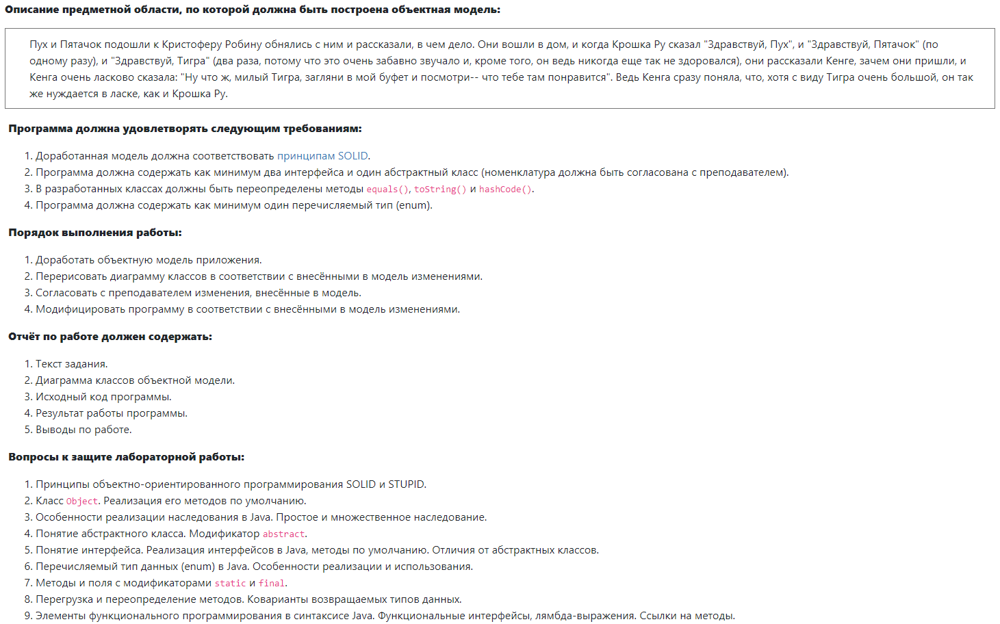 Описание предметной области, по которой должна быть построена объектная модель:
Пух и Пятачок подошли к Кристоферу Робину обнялись с ним и рассказали, в чем дело. Они вошли в дом, и когда Крошка Ру сказал "Здравствуй, Пух", и "Здравствуй, Пятачок" (по
одному разу), и "Здравствуй, Тигра" (два раза, потому что это очень забавно звучало и, кроме того, он ведь никогда еще так не здоровался), они рассказали Кенге, зачем они пришли, и
Кенга очень ласково сказала: "Ну что ж, милый Тигра, загляни в мой буфет и посмотри-- что тебе там понравится". Ведь Кенга сразу поняла, что, хотя с виду Тигра очень большой, он так
же нуждается в ласке, как и Крошка Ру.
Программа должна удовлетворять следующим требованиям:
1. Доработанная модель должна соответствовать принципам SOLID.
2. Программа должна содержать как минимум два интерфейса и один абстрактный класс (номенклатура должна быть согласована с преподавателем).
3. В разработанных классах должны быть переопределены методы equals(), toString() и hashCode().
4. Программа должна содержать как минимум один перечисляемый тип (enum).
Порядок выполнения работы:
1. Доработать объектную модель приложения.
2. Перерисовать диаграмму классов в соответствии с внесёнными в модель изменениями.
3. Согласовать с преподавателем изменения, внесённые в модель.
4. Модифицировать программу в соответствии с внесёнными в модель изменениями.
Отчёт по работе должен содержать:
1. Текст задания.
2. Диаграмма классов объектной модели.
3. Исходный код программы.
4. Результат работы программы.
5. Выводы по работе.
Вопросы к защите лабораторной работы:
1. Принципы объектно-ориентированного программирования SOLID и STUPID.
2. Класс Object. Реализация его методов по умолчанию.
3. Особенности реализации наследования в Java. Простое и множественное наследование.
4. Понятие абстрактного класса. Модификатор abstract.
5. Понятие интерфейса. Реализация интерфейсов в Java, методы по умолчанию. Отличия от абстрактных классов.
6. Перечисляемый тип данных (enum) в Java. Особенности реализации и использования.
7. Методы и поля с модификаторами static и final.
8. Перегрузка и переопределение методов. Коварианты возвращаемых типов данных.
9. Элементы функционального программирования в синтаксисе Java. Функциональные интерфейсы, лямбда-выражения. Ссылки на методы.